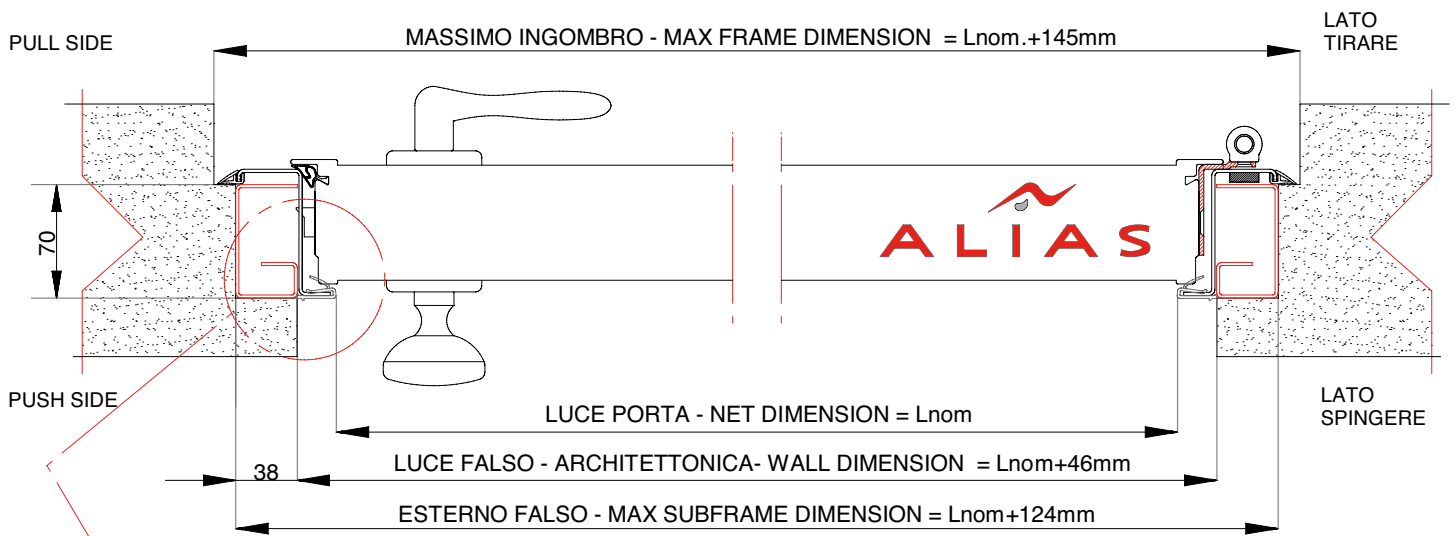 PULL SIDE
MASSIMO INGOMBRO - MAX FRAME DIMENSION = Lnom.+145mm
LATO
TIRARE
70
ALIAS
PUSH SIDE
LUCE PORTA - NET DIMENSION = Lnom
LATO
SPINGERE
38
LUCE FALSO - ARCHITETTONICA- WALL DIMENSION = Lnom+46mm
ESTERNO FALSO - MAX SUBFRAME DIMENSION = Lnom+124mm